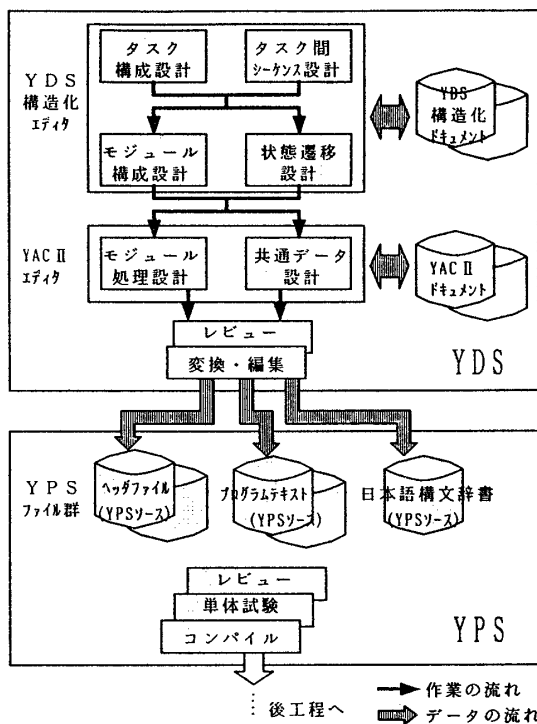 タスク
構成設計
タスク間
シーケンス設計
YDS
構造化
エディタ
YDS
構造化
ドキュメント
モジュール
構成設計
状態遷移
設計
YACⅡ
エディタ
モジュール
処理設計
共通データ
設計
YACⅡ
ドキュメント
レビュー
変換・編集
YDS
YPS
ファイル群
ヘッダファイル
(YPSソース)
プログラムテキスト
(YPSソース)
日本語構文辞書
(YPSソース)
レビュー
単体試験
コンパイル
YPS
後工程へ
作業の流れ
データの流れ